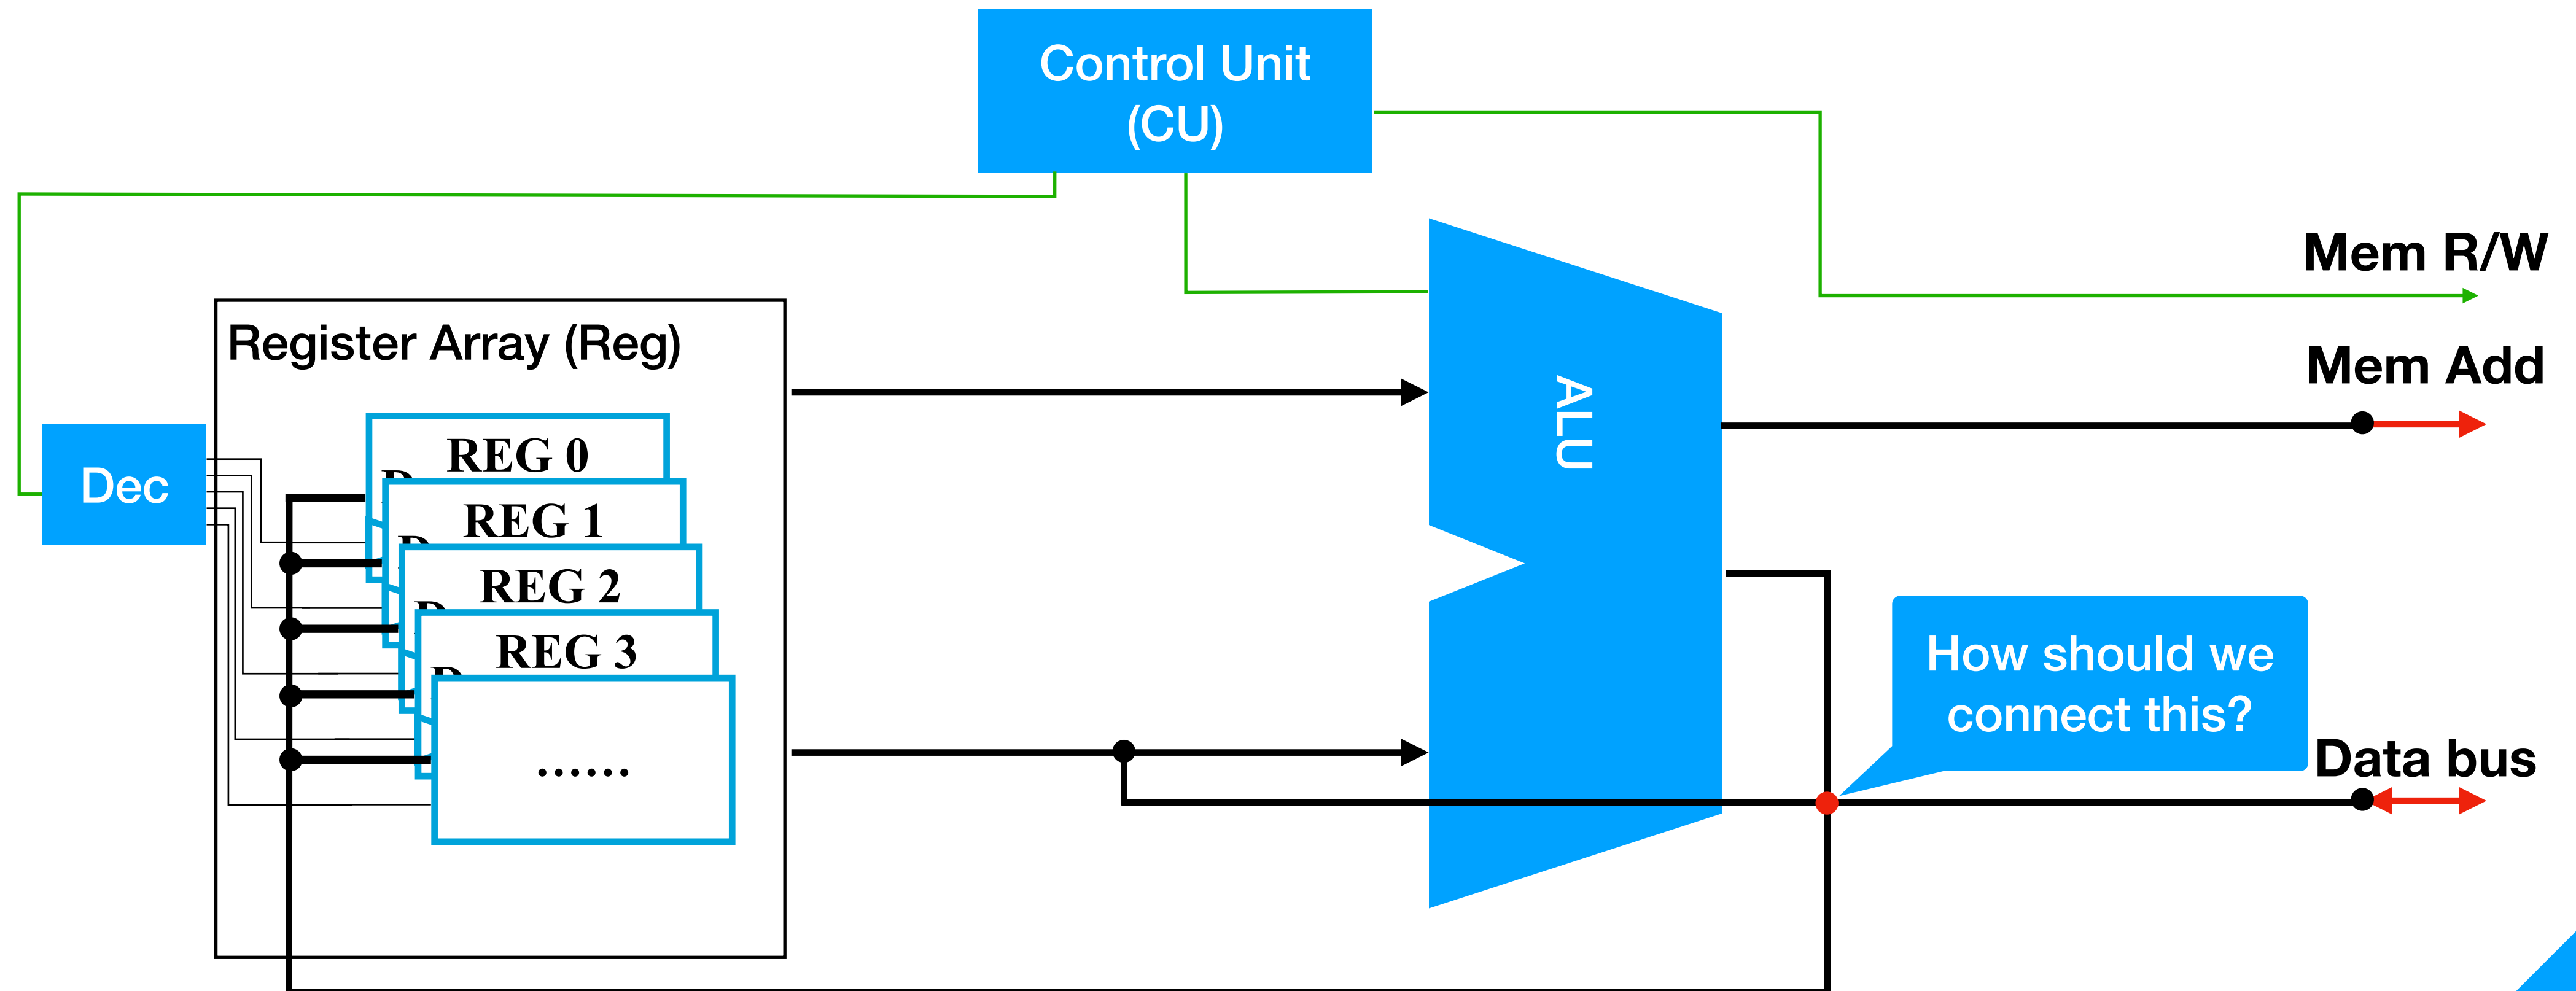 Control Unit
(CU)
Mem R/W
Register Array (Reg)
Mem Add
ALU
REG 0
Dec
D
REG 1
D
REG 2
D
REG 3
D
......
How should we
connect this?
Data bus